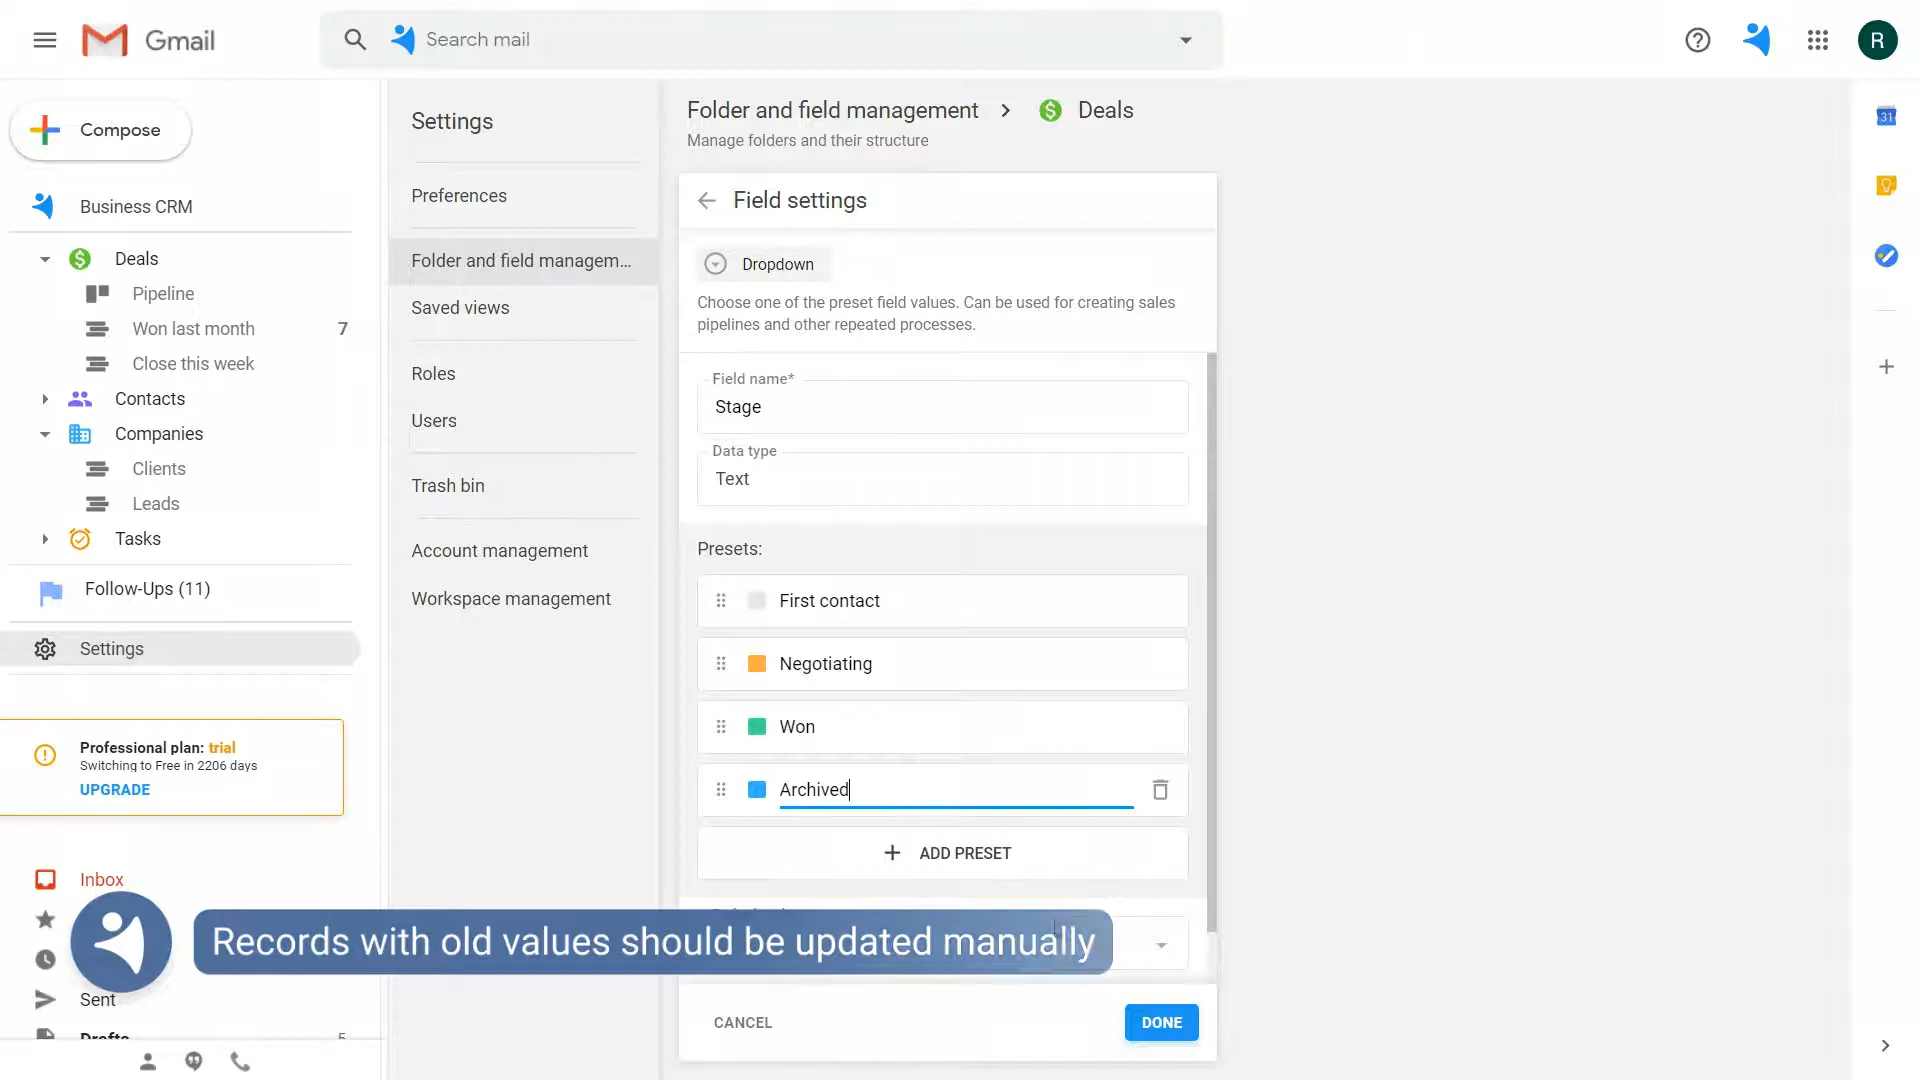 Gmail
Search mail
R
Compose
Business CRM
Deals
Pipeline
Won last month 7
Close this week
Contacts
Companies
Clients
Leads
Tasks
Follow-Ups (11)
Settings
Professional plan: trial
Switching to Free in 2206 days
UPGRADE
Inbox
Sent
Drafts 5
Settings
Preferences
Folder and field managem...
Saved views
Roles
Users
Trash bin
Account management
Workspace management
Folder and field management
Deals
Manage folders and their structure
Field settings
Dropdown
Choose one of the preset field values. Can be used for creating sales
pipelines and other repeated processes.
Field name*
Stage
Data type
Text
Presets:
First contact
Negotiating
Won
Archived
ADD PRESET
Records with old values should be updated manually
CANCEL
DONE
31